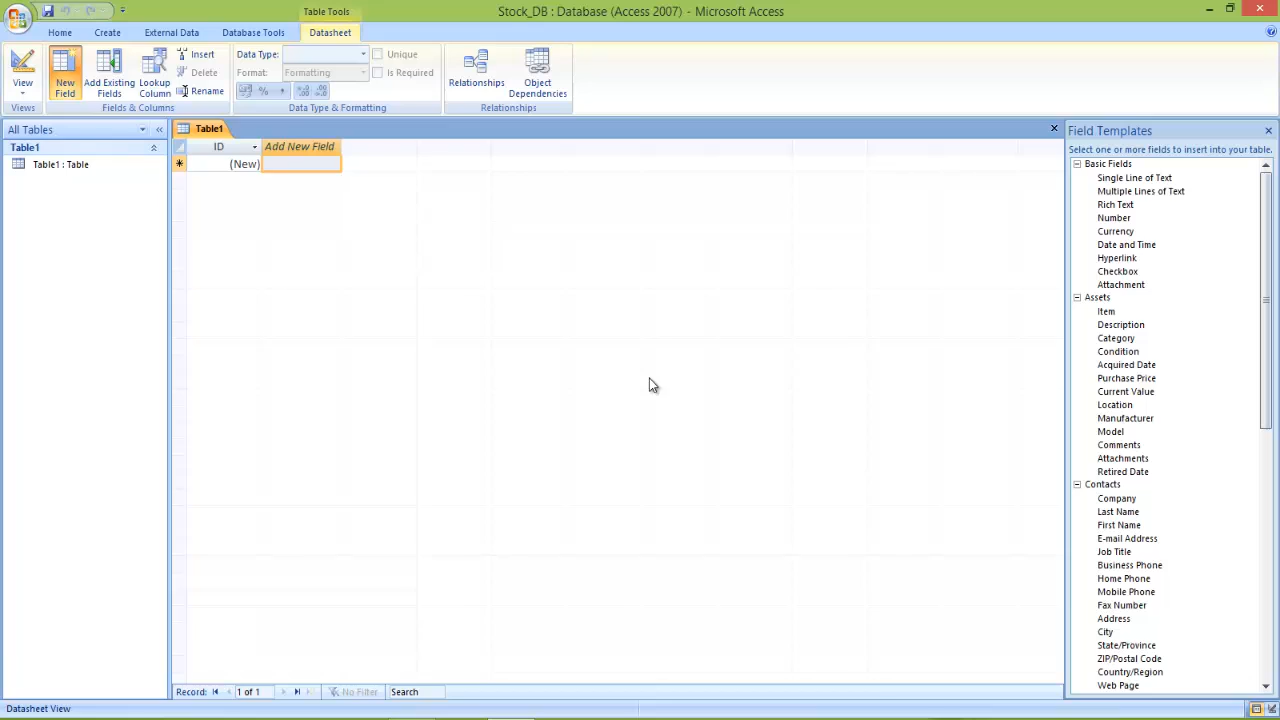 Table Tools
Stock_DB : Database (Access 2007) - Microsoft Access
Home
Create
External Data
Database Tools
Datasheet
View
Views
New Field
Add Existing Fields
Lookup Column
Insert
Delete
Rename
Fields & Columns
Data Type:
Format: Formatting
Unique
Is Required
%
Data Type & Formatting
Relationships
Object Dependencies
Relationships
All Tables
Table1
Table1 : Table
Table1
ID
Add New Field
(New)
Field Templates
Select one or more fields to insert into your table.
Basic Fields
Single Line of Text
Multiple Lines of Text
Rich Text
Number
Currency
Date and Time
Hyperlink
Checkbox
Attachment
Assets
Item
Description
Category
Condition
Acquired Date
Purchase Price
Current Value
Location
Manufacturer
Model
Comments
Attachments
Retired Date
Contacts
Company
Last Name
First Name
E-mail Address
Job Title
Business Phone
Home Phone
Mobile Phone
Fax Number
Address
City
State/Province
ZIP/Postal Code
Country/Region
Web Page
Record:
1 of 1
No Filter
Search
Datasheet View